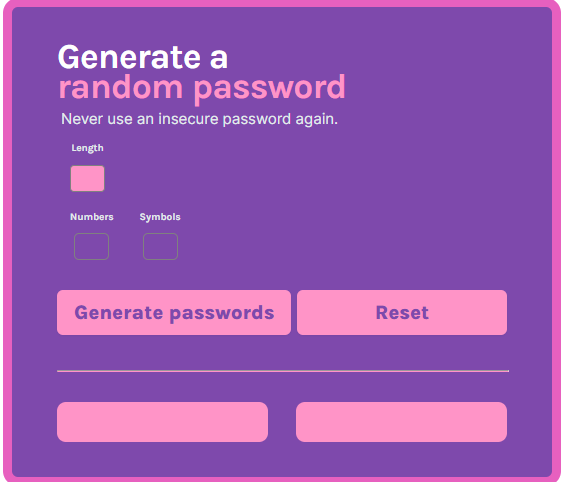 Generate a
random password
Never use an insecure password again.
Length
Numbers Symbols
Generate passwords Reset